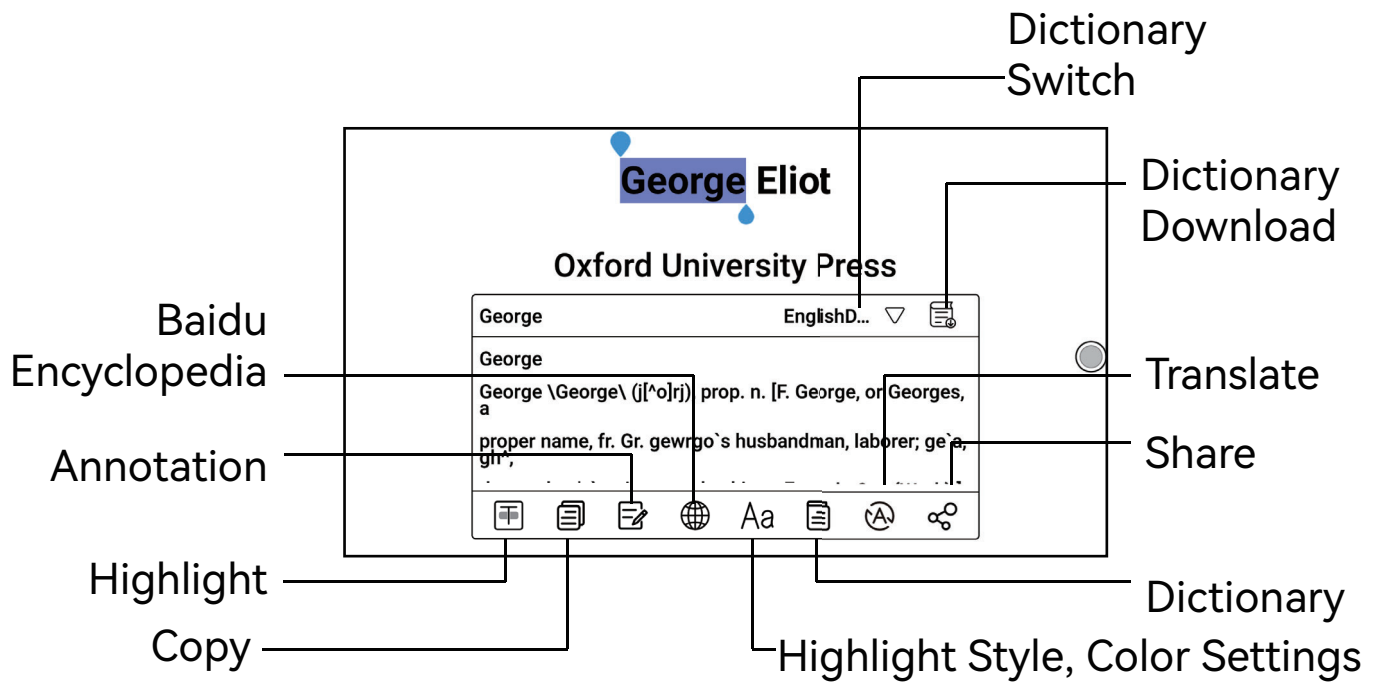 Dictionary
Switch
George Eliot
Dictionary
Download
Oxford University Press
Baidu
Encyclopedia
George EnglishD...
George
George \George\ (j[^o]rj), prop. n. [F. George, or Georges,
a
proper name, fr. Gr. gewrgo`s husbandman, laborer; ge`a,
gh^,
Translate
Share
Annotation
Aa
Highlight
Copy
Dictionary
Highlight Style, Color Settings